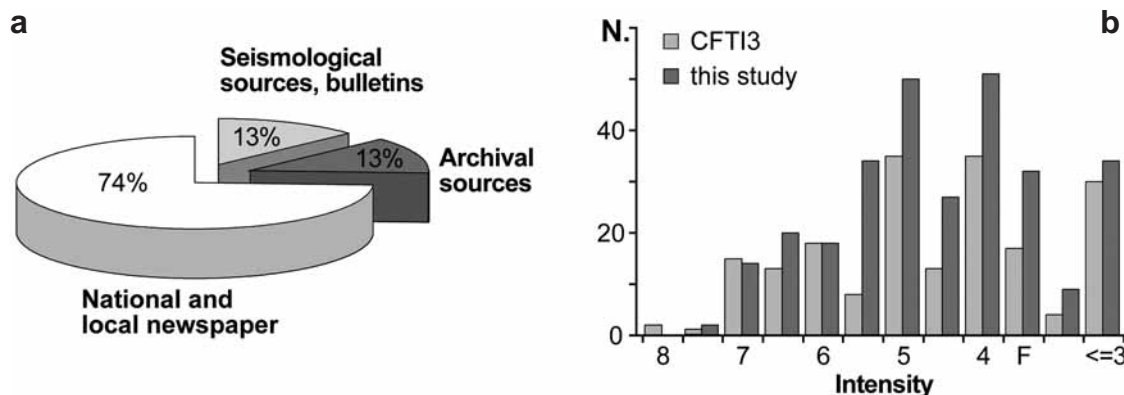 a
Seismological
sources, bulletins
13%
13%
Archival
sources
74%
National and
local newspaper
b
N.
CFTI3
this study
40
20
0
8
7
6
5
4
F
<=3
Intensity